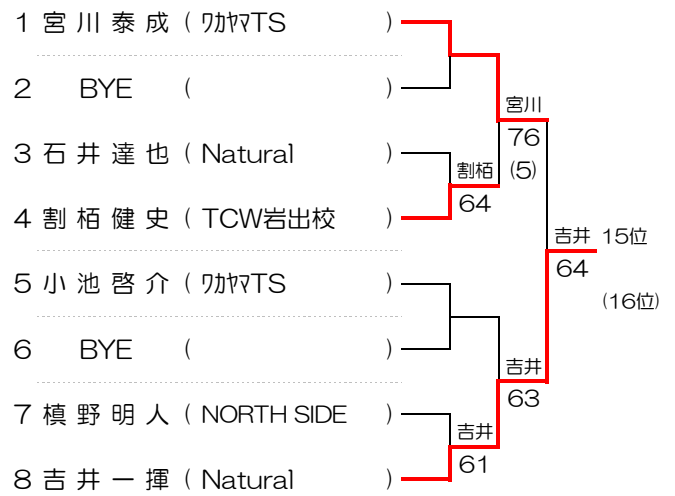 1 宮川泰成 ( ワカヤマTS )
2 BYE ( )
3 石井達也 ( Natural )
4 割栢健史 ( TCW岩出校 )
5 小池啓介 ( ワカヤマTS )
6 BYE ( )
7 槙野明人 ( NORTH SIDE )
8 吉井一揮 ( Natural )
割栢
64
宮川
76
(5)
吉井
61
吉井
63
吉井 15位
64
(16位)